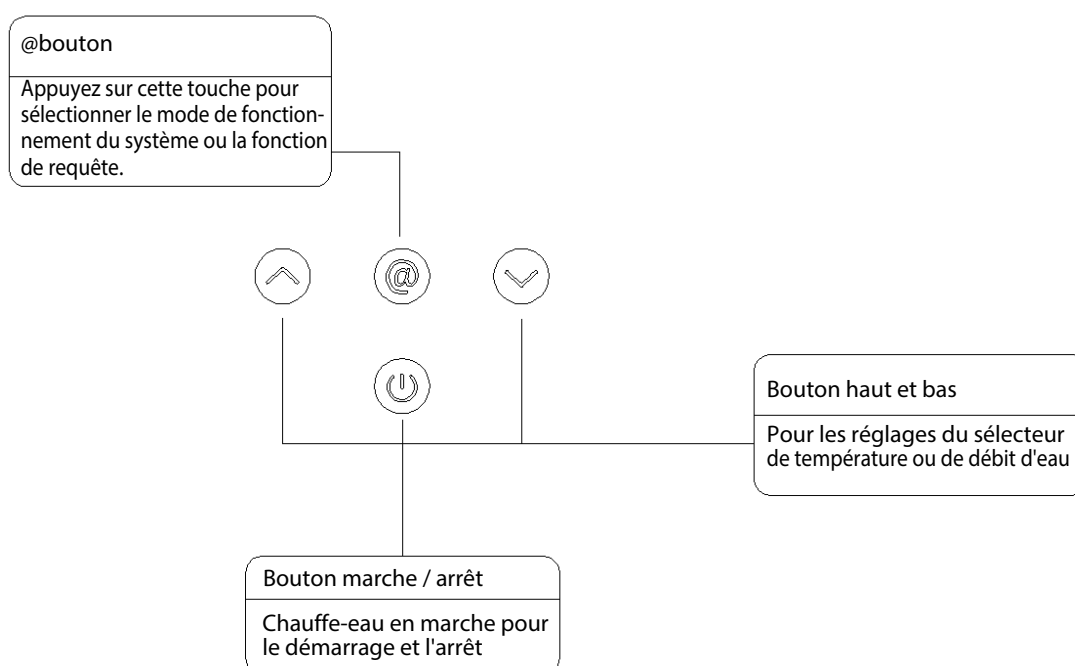 @bouton
Appuyez sur cette touche pour
sélectionner le mode de fonction-
nement du système ou la fonction
de requête.
@
Bouton haut et bas
Pour les réglages du sélecteur
de température ou de débit d'eau
Bouton marche / arrêt
Chauffe-eau en marche pour
le démarrage et l'arrêt